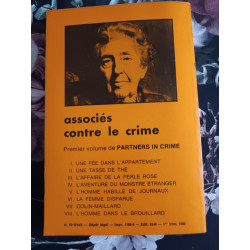 associés
contre le crime
Premier volume de PARTNERS IN CRIME
I. UNE FÉE DANS L'APPARTEMENT
II. UNE TASSE DE THÉ
III. L'AFFAIRE DE LA PERLE ROSE
IV. L'AVENTURE DU MONSTRE ÉTRANGER
V. L'HOMME HABILLÉ DE JOURNAUX
VI. LA FEMME DISPARUE
VII. COLIN-MAILLARD
VIII. L'HOMME DANS LE BROUILLARD